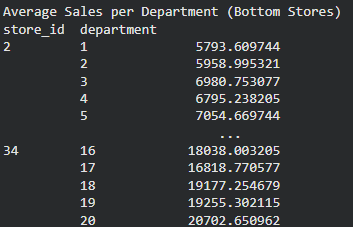 Average Sales per Department (Bottom Stores)
store_id  department
2         1             5793.609744
          2             5958.995321
          3             6980.753077
          4             6795.238205
          5             7054.669744
                           ...
34        16           18038.003205
          17           16818.770577
          18           19177.254679
          19           19255.302115
          20           20702.650962